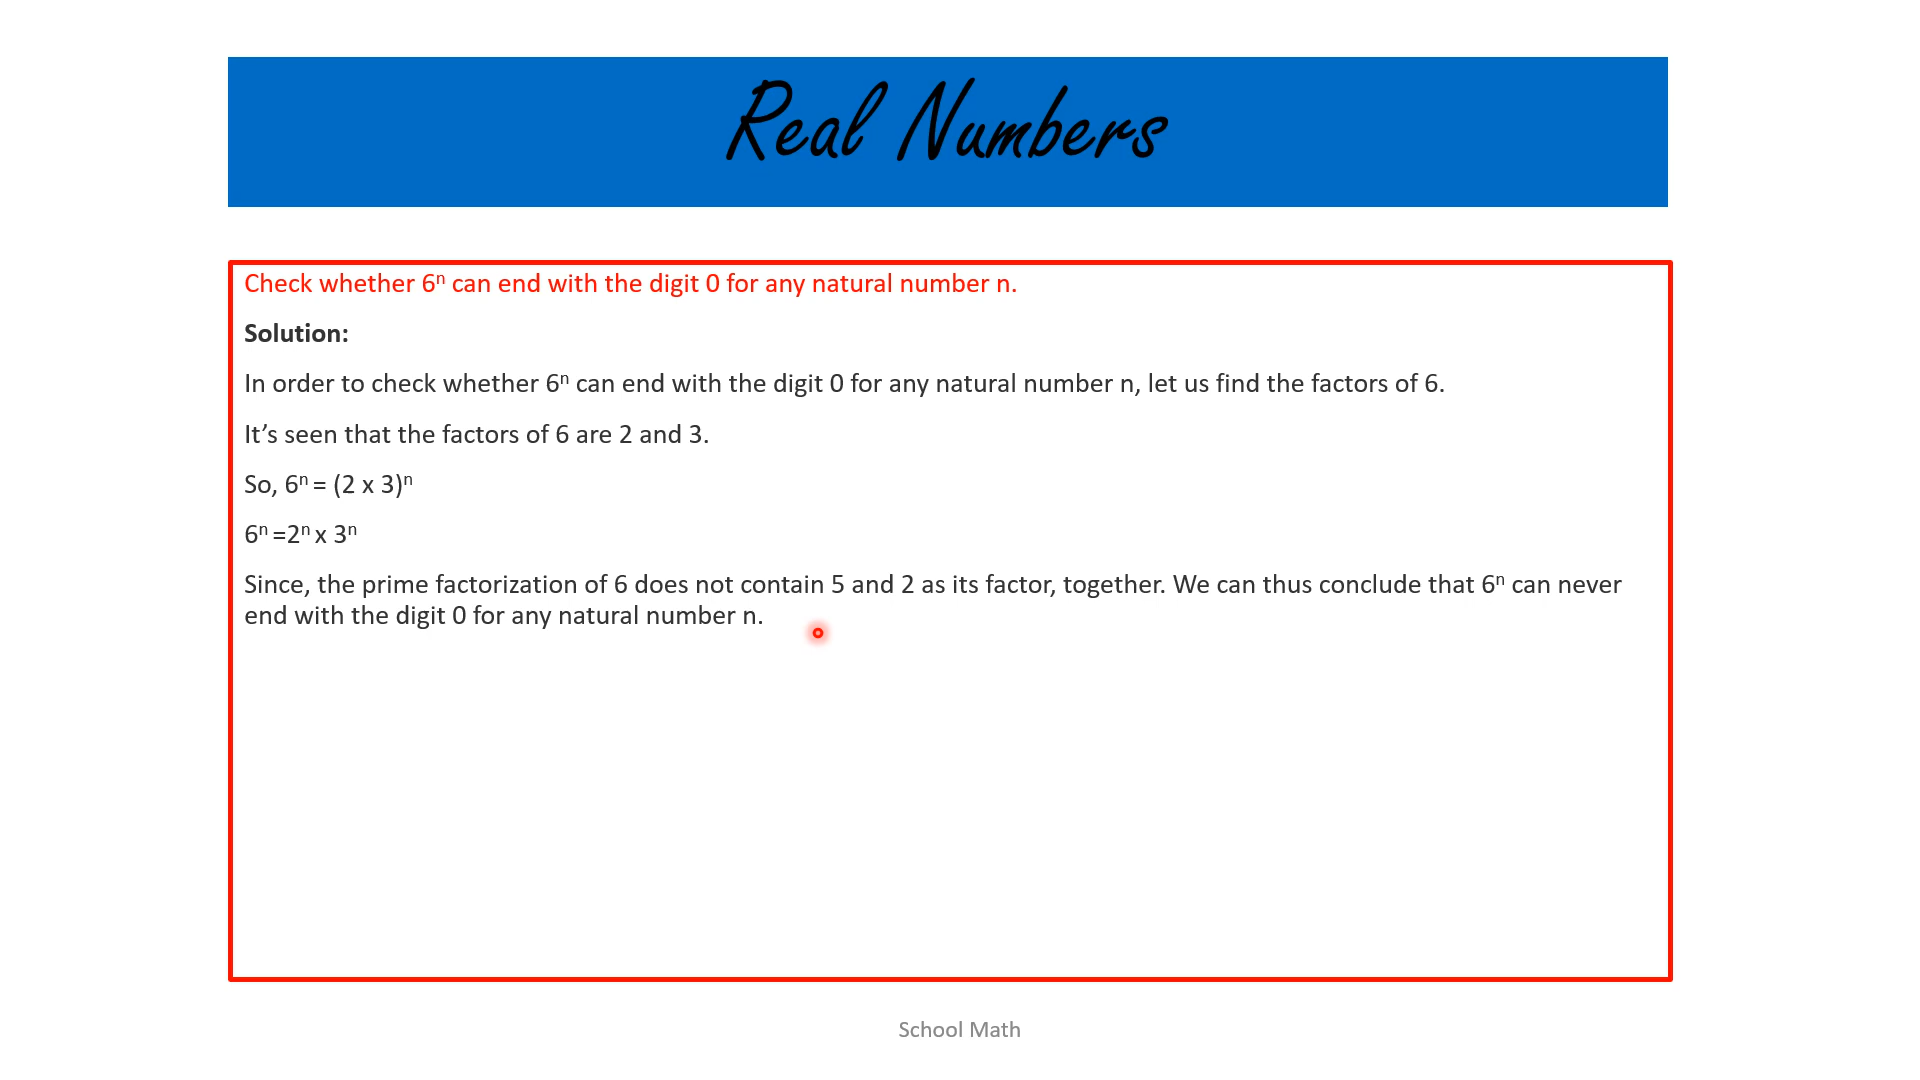 Real Numbers
Check whether 6ⁿ can end with the digit 0 for any natural number n.
Solution:
In order to check whether 6ⁿ can end with the digit 0 for any natural number n, let us find the factors of 6.
It’s seen that the factors of 6 are 2 and 3.
So, 6ⁿ = (2 x 3)ⁿ
6ⁿ =2ⁿ x 3ⁿ
Since, the prime factorization of 6 does not contain 5 and 2 as its factor, together. We can thus conclude that 6ⁿ can never
end with the digit 0 for any natural number n.
School Math